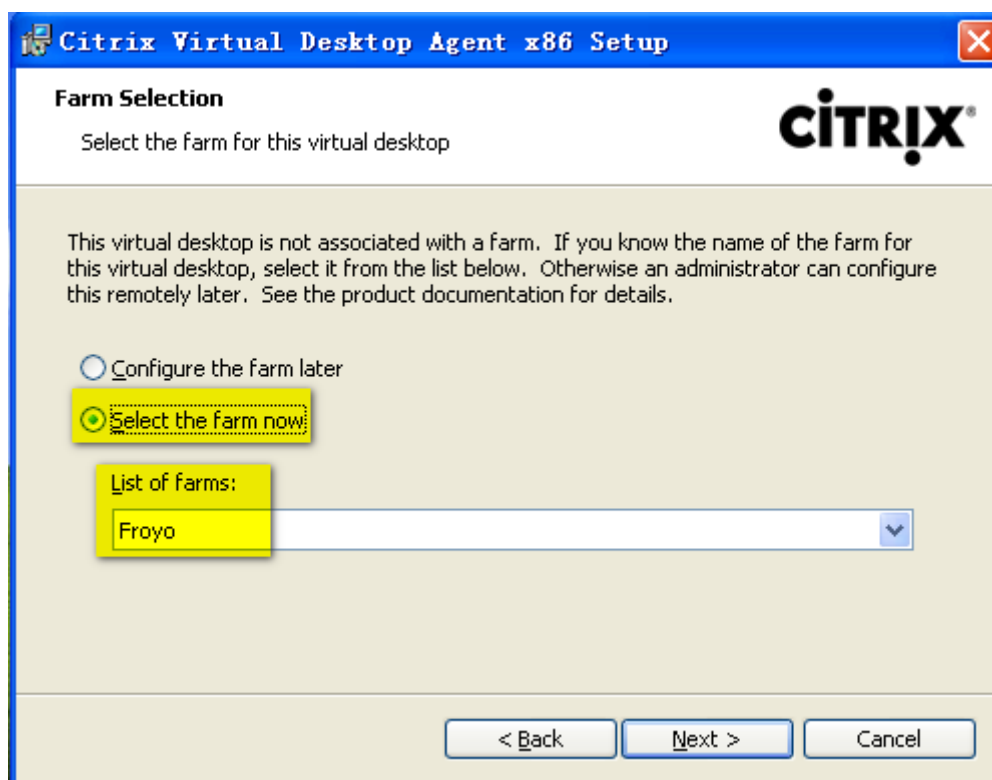 Citrix Virtual Desktop Agent x86 Setup
Farm Selection
Select the farm for this virtual desktop
CITRIX®
This virtual desktop is not associated with a farm. If you know the name of the farm for
this virtual desktop, select it from the list below. Otherwise an administrator can configure
this remotely later. See the product documentation for details.
Configure the farm later
Select the farm now
List of farms:
Froyo
< Back
Next >
Cancel